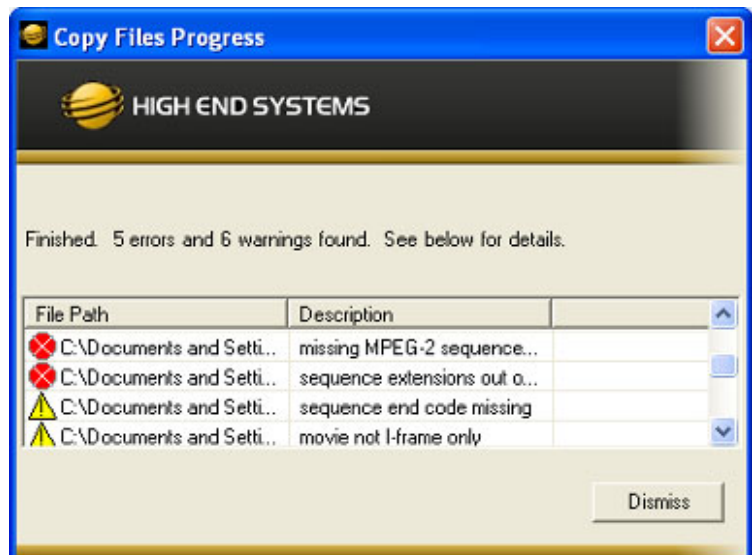 Copy Files Progress
HIGH END SYSTEMS
Finished. 5 errors and 6 warnings found. See below for details.
File Path Description
C:\Documents and Setti... missing MPEG-2 sequence...
C:\Documents and Setti... sequence extensions out o...
C:\Documents and Setti... sequence end code missing
C:\Documents and Setti... movie not I-frame only
Dismiss